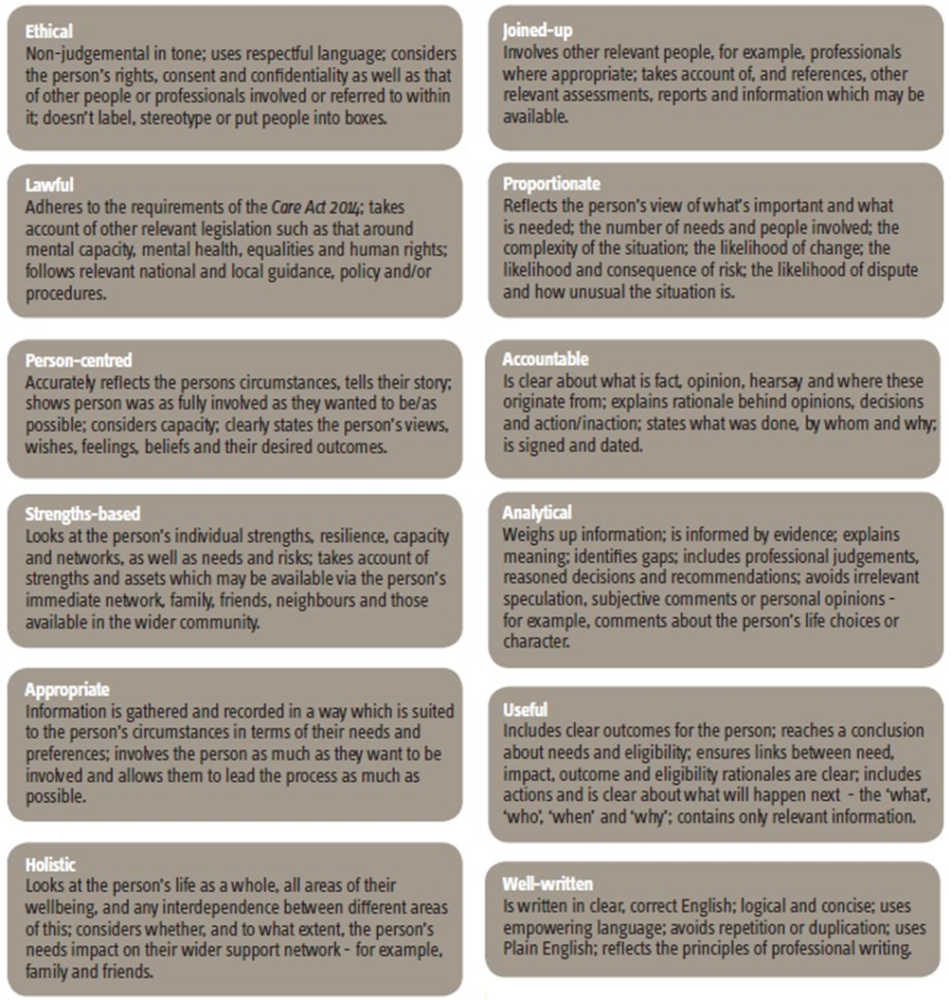 Ethical
Non-judgemental in tone; uses respectful language; considers
the person's rights, consent and confidentiality as well as that
of other people or professionals involved or referred to within
it; doesn't label, stereotype or put people into boxes.
Lawful
Adheres to the requirements of the Care Act 2014; takes
account of other relevant legislation such as that around
mental capacity, mental health, equalities and human rights;
follows relevant national and local guidance, policy and/or
procedures.
Person-centred
Accurately reflects the persons circumstances, tells their story;
shows person was as fully involved as they wanted to be/as
possible; considers capacity; clearly states the person's views,
wishes, feelings, beliefs and their desired outcomes.
Strengths-based
Looks at the person's individual strengths, resilience, capacity
and networks, as well as needs and risks; takes account of
strengths and assets which may be available via the person's
immediate network, family, friends, neighbours and those
available in the wider community.
Appropriate
Information is gathered and recorded in a way which is suited
to the person's circumstances in terms of their needs and
preferences; involves the person as much as they want to be
involved and allows them to lead the process as much as
possible.
Holistic
Looks at the person's life as a whole, all areas of their
wellbeing, and any interdependence between different areas
of this; considers whether, and to what extent, the person's
needs impact on their wider support network - for example,
family and friends.
Joined-up
Involves other relevant people, for example, professionals
where appropriate; takes account of, and references, other
relevant assessments, reports and information which may be
available.
Proportionate
Reflects the person's view of what's important and what
is needed; the number of needs and people involved; the
complexity of the situation; the likelihood of change; the
likelihood and consequence of risk; the likelihood of dispute
and how unusual the situation is.
Accountable
Is clear about what is fact, opinion, hearsay and where these
originate from; explains rationale behind opinions, decisions
and action/inaction; states what was done, by whom and why;
is signed and dated.
Analytical
Weighs up information; is informed by evidence; explains
meaning; identifies gaps; includes professional judgements,
reasoned decisions and recommendations; avoids irrelevant
speculation, subjective comments or personal opinions -
for example, comments about the person's life choices or
character.
Useful
Includes clear outcomes for the person; reaches a conclusion
about needs and eligibility; ensures links between need,
impact, outcome and eligibility rationales are clear; includes
actions and is clear about what will happen next - the 'what',
'who', 'when' and 'why'; contains only relevant information.
Well-written
Is written in clear, correct English; logical and concise; uses
empowering language; avoids repetition or duplication; uses
Plain English; reflects the principles of professional writing.